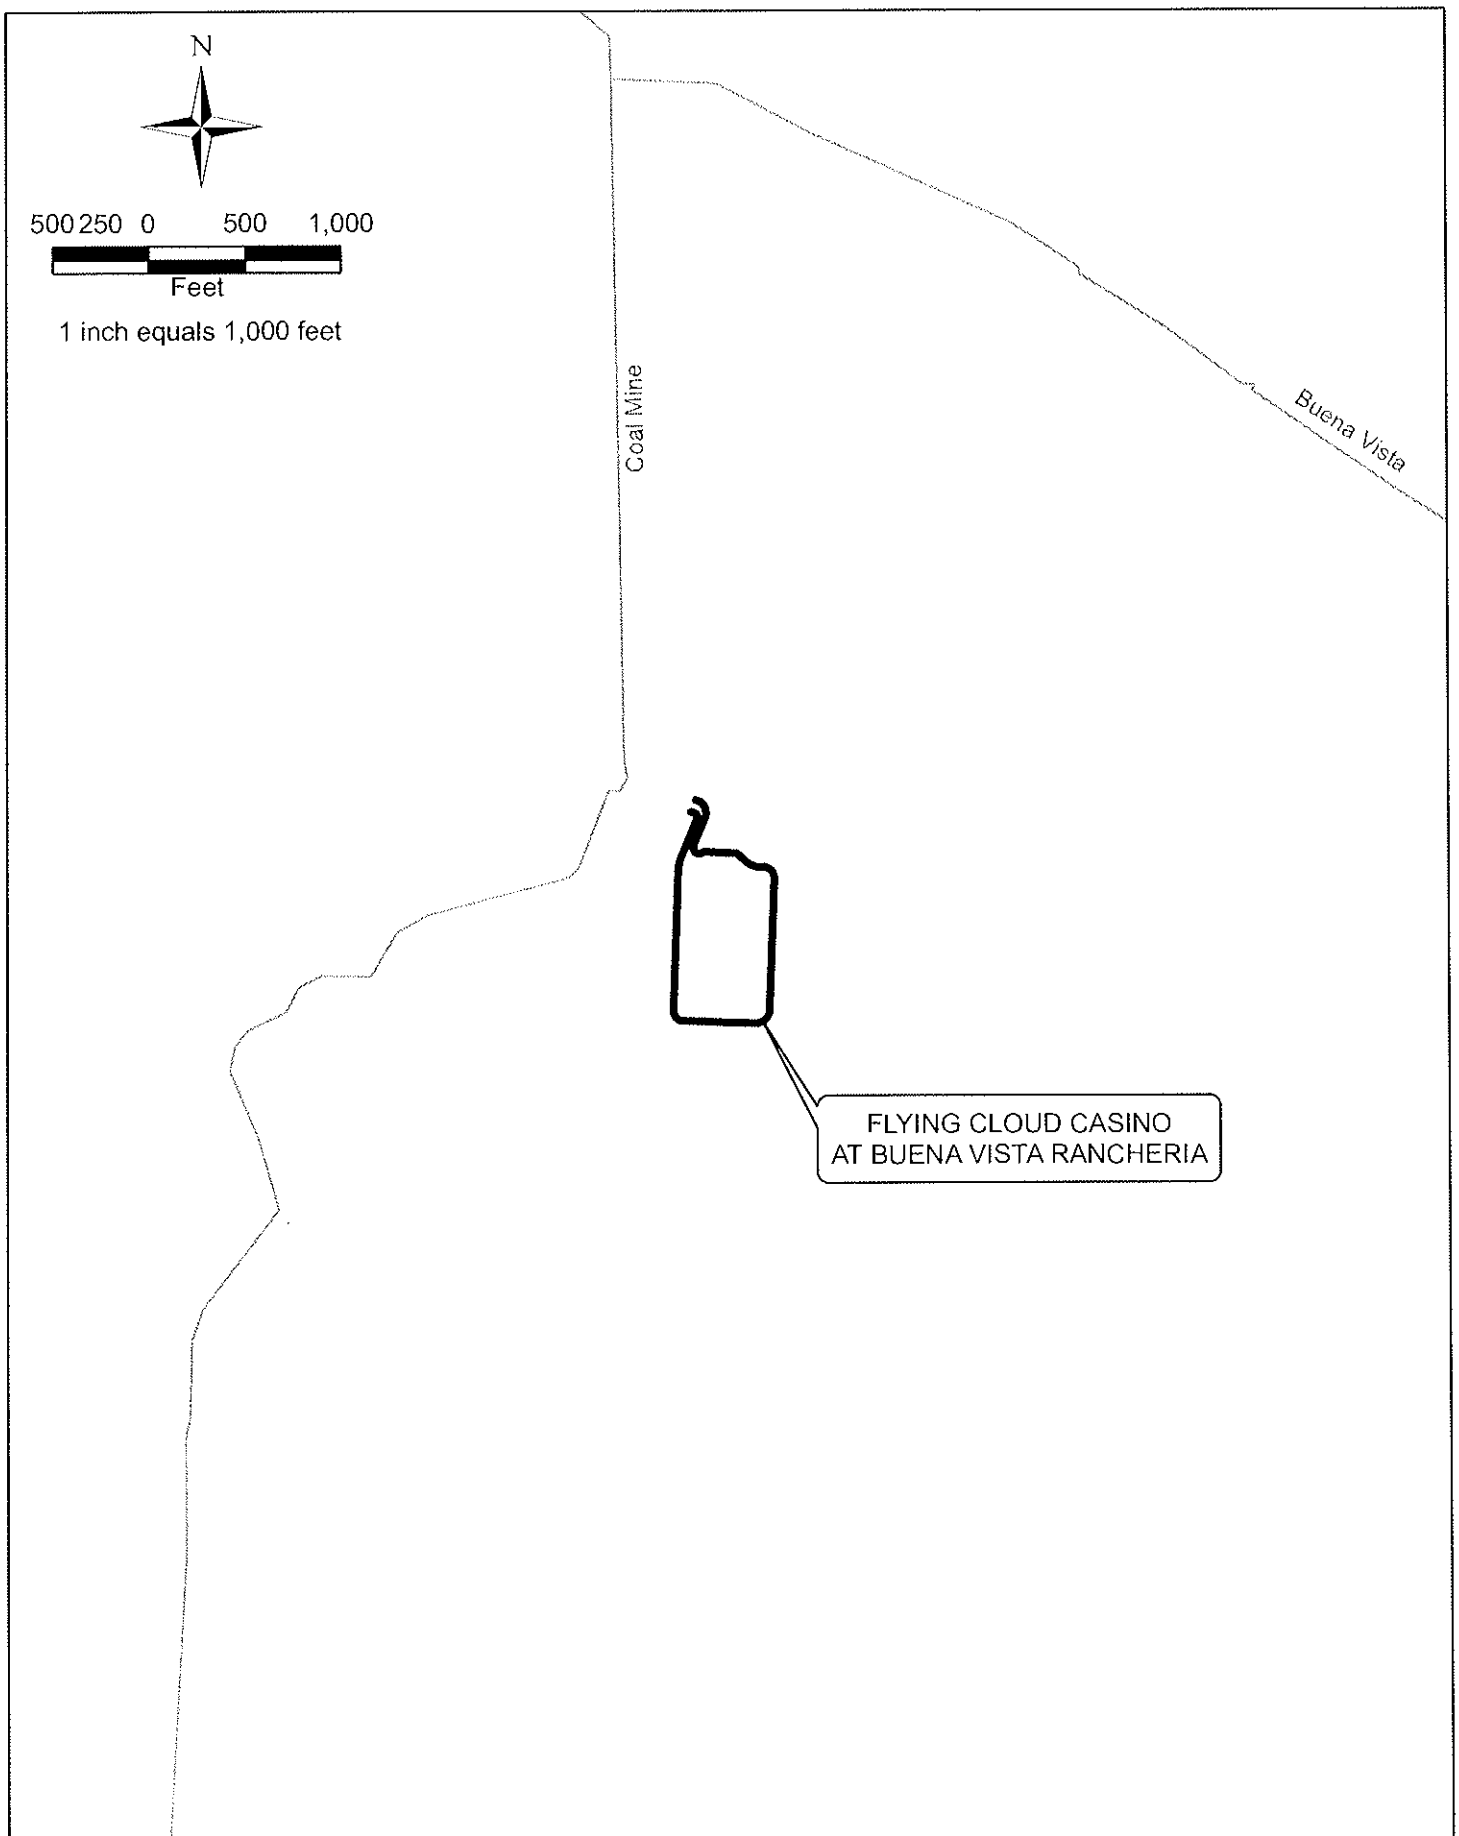 N
500 250 0 500 1,000
Feet
1 inch equals 1,000 feet
Coal Mine
Buena Vista
FLYING CLOUD CASINO
AT BUENA VISTA RANCHERIA